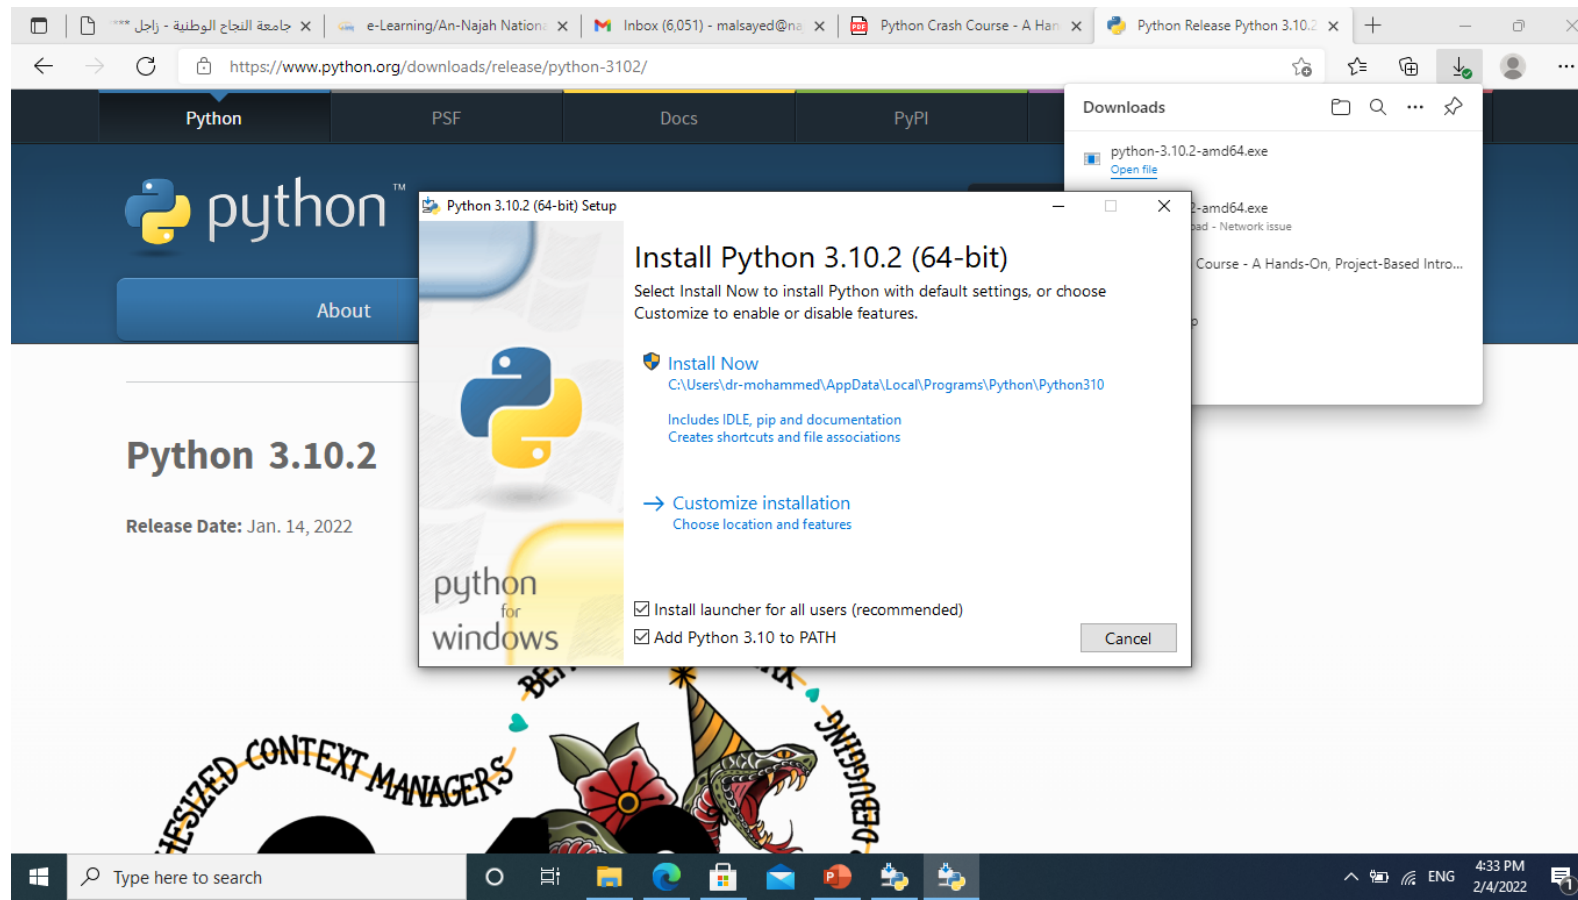 جامعة النجاح الوطنية - زاجل ****
e-Learning/An-Najah Nationa
Inbox (6,051) - malsayed@na
Python Crash Course - A Han
Python Release Python 3.10.2
https://www.python.org/downloads/release/python-3102/
Python
PSF
Docs
PyPI
Downloads
python-3.10.2-amd64.exe
Open file
2-amd64.exe
oad - Network issue
Course - A Hands-On, Project-Based Intro...
p
python™
About
Python 3.10.2 (64-bit) Setup
Install Python 3.10.2 (64-bit)
Select Install Now to install Python with default settings, or choose
Customize to enable or disable features.
Install Now
C:\Users\dr-mohammed\AppData\Local\Programs\Python\Python310
Includes IDLE, pip and documentation
Creates shortcuts and file associations
Customize installation
Choose location and features
Install launcher for all users (recommended)
Add Python 3.10 to PATH
Cancel
python
for
windows
Python 3.10.2
Release Date: Jan. 14, 2022
HESIZED CONTEXT MANAGERS
DEBUGGING
Type here to search
ENG
4:33 PM
2/4/2022
1